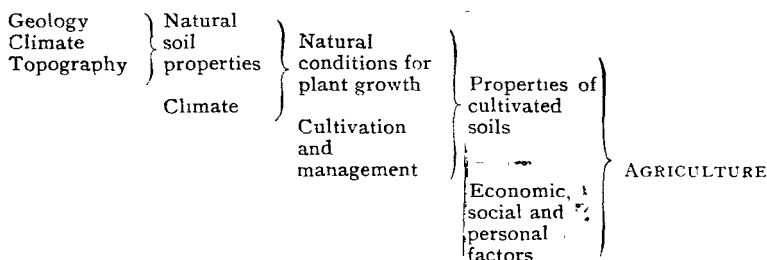 Geology
Climate
Topography
Natural
soil
properties
Climate
Natural
conditions for
plant growth
Cultivation
and
management
Properties of
cultivated
soils
Economic,
social and
personal
factors
AGRICULTURE